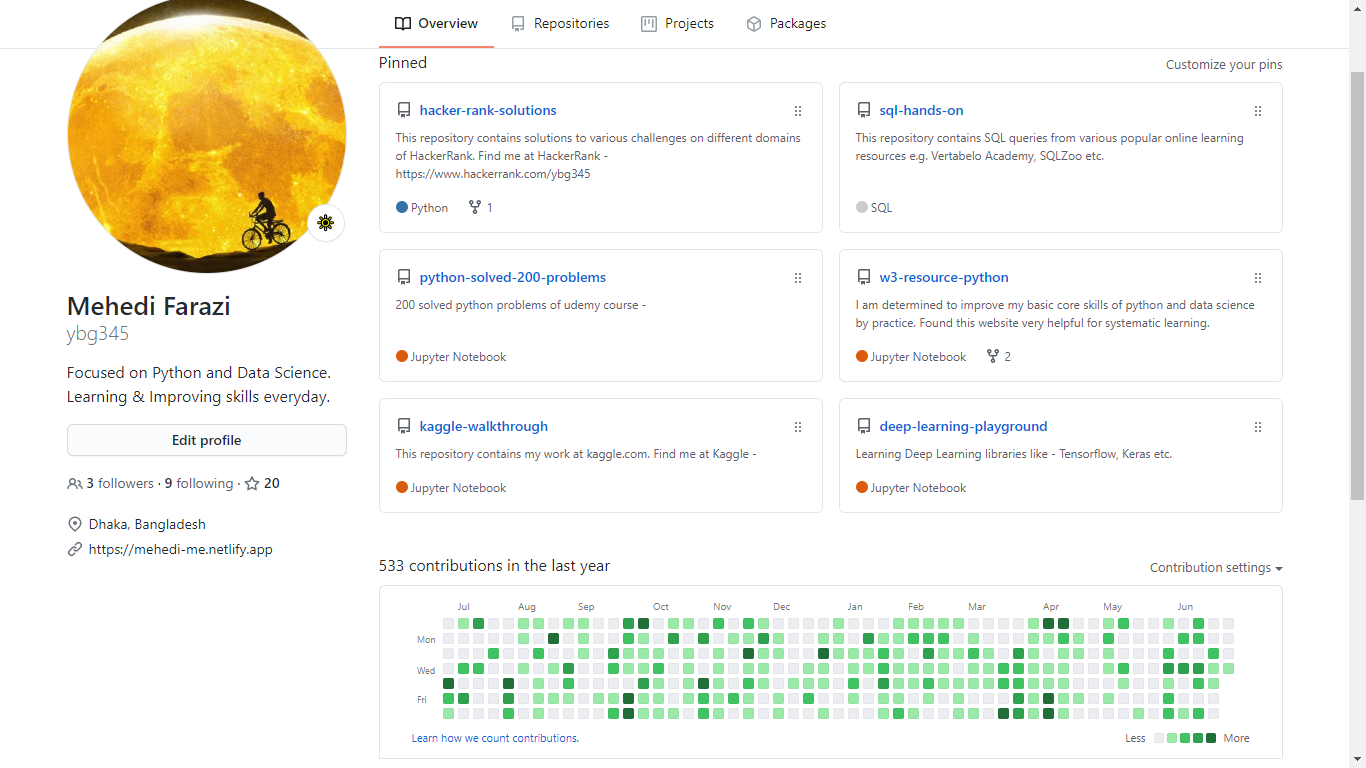 Overview Repositories Projects Packages
Mehedi Farazi
ybg345
Focused on Python and Data Science.
Learning & Improving skills everyday.
Edit profile
3 followers · 9 following · 20
Dhaka, Bangladesh
https://mehedi-me.netlify.app
Pinned
Customize your pins
hacker-rank-solutions
This repository contains solutions to various challenges on different domains
of HackerRank. Find me at HackerRank -
https://www.hackerrank.com/ybg345
Python 1
sql-hands-on
This repository contains SQL queries from various popular online learning
resources e.g. Vertabelo Academy, SQLZoo etc.
SQL
python-solved-200-problems
200 solved python problems of udemy course -
Jupyter Notebook
w3-resource-python
I am determined to improve my basic core skills of python and data science
by practice. Found this website very helpful for systematic learning.
Jupyter Notebook 2
kaggle-walkthrough
This repository contains my work at kaggle.com. Find me at Kaggle -
Jupyter Notebook
deep-learning-playground
Learning Deep Learning libraries like - Tensorflow, Keras etc.
Jupyter Notebook
533 contributions in the last year
Contribution settings
Jul Aug Sep Oct Nov Dec Jan Feb Mar Apr May Jun
Mon
Wed
Fri
Learn how we count contributions.
Less More